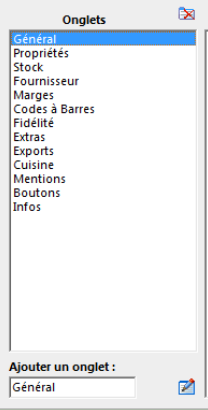 Onglets
Général
Propriétés
Stock
Fournisseur
Marges
Codes à Barres
Fidélité
Extras
Exports
Cuisine
Mentions
Boutons
Infos
Ajouter un onglet :
Général